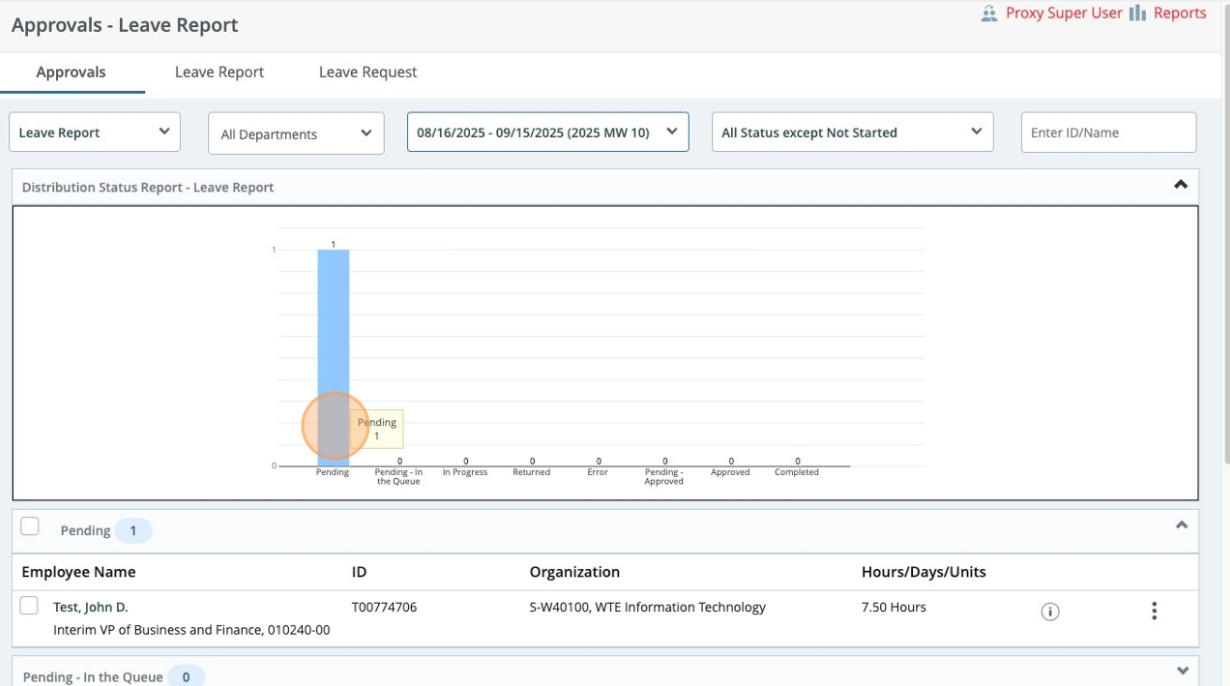 Approvals - Leave Report
Proxy Super User
Reports
Approvals
Leave Report
Leave Request
Leave Report
All Departments
08/16/2025 - 09/15/2025 (2025 MW 10)
All Status except Not Started
Enter ID/Name
Distribution Status Report - Leave Report
1
1
Pending
1
0
0 0 0 0 0 0 0
Pending
Pending - In
the Queue
In Progress
Returned
Error
Pending -
Approved
Approved
Completed
Pending 1
Employee Name ID Organization Hours/Days/Units
Test, John D. T00774706 S-W40100, WTE Information Technology 7.50 Hours
Interim VP of Business and Finance, 010240-00
Pending - In the Queue 0